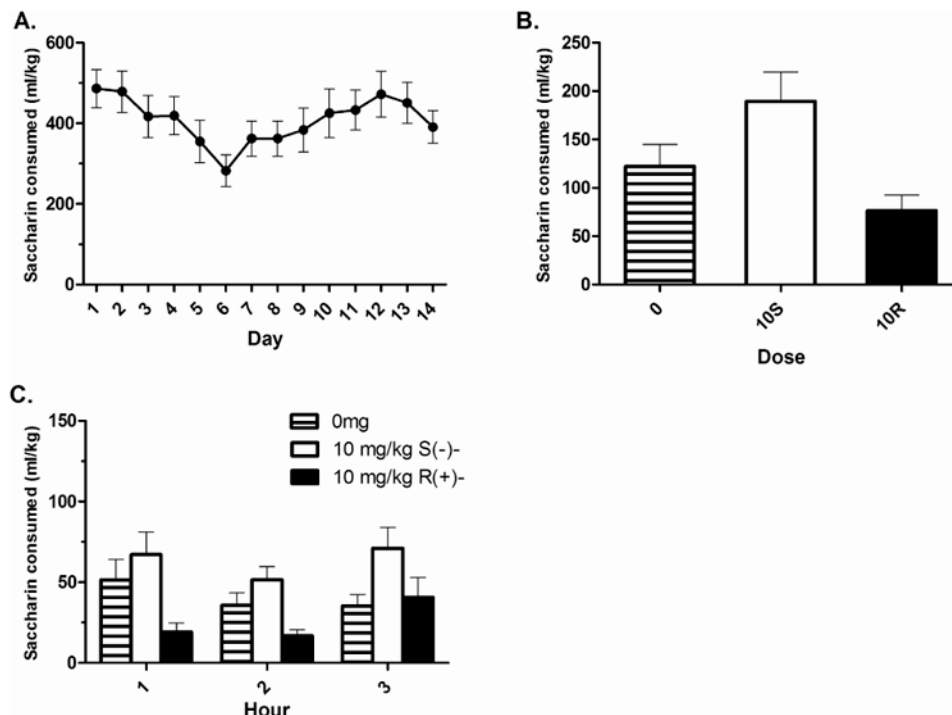 A.
Saccharin consumed (ml/kg)
600
400
200
0
1 2 3 4 5 6 7 8 9 10 11 12 13 14
Day
B.
Saccharin consumed (ml/kg)
250
200
150
100
50
0
0 10S 10R
Dose
C.
Saccharin consumed (ml/kg)
150
100
50
0
0mg
10 mg/kg S(-)-
10 mg/kg R(+)-
1 2 3
Hour